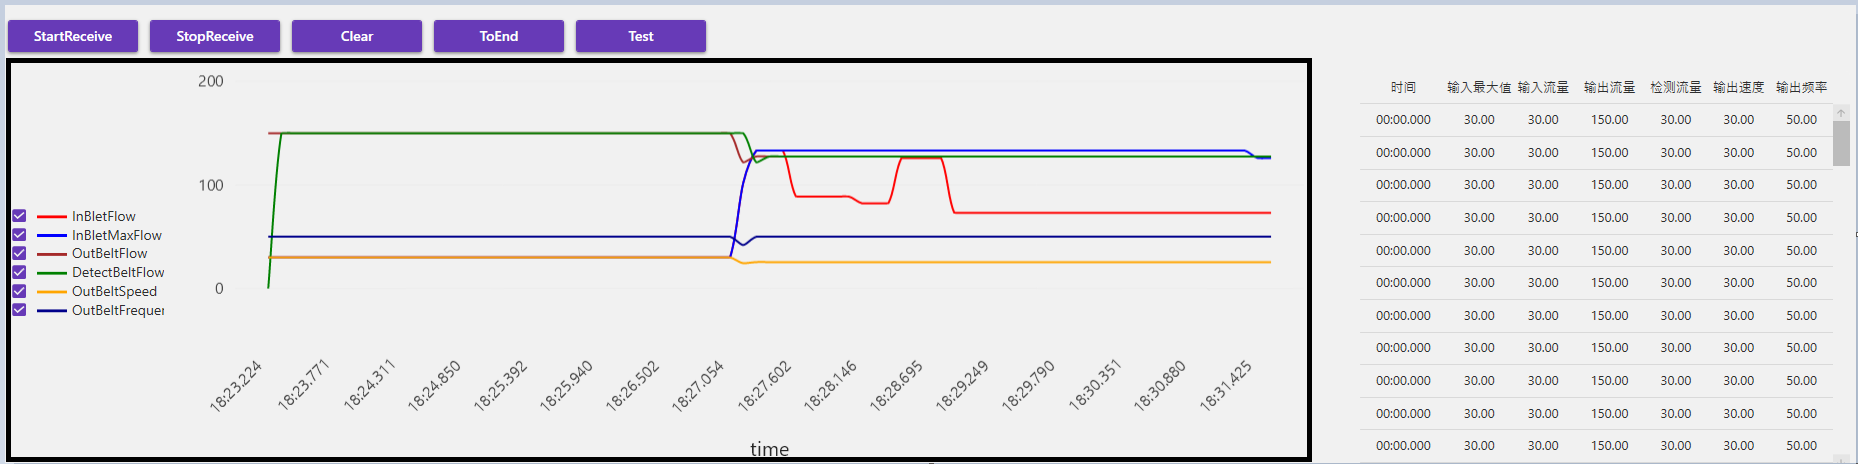 StartReceive StopReceive Clear ToEnd Test
200
100
0
InBletFlow
InBletMaxFlow
OutBeltFlow
DetectBeltFlow
OutBeltSpeed
OutBeltFrequer
18:23.224 18:23.771 18:24.311 18:24.850 18:25.392 18:25.940 18:26.502 18:27.054 18:27.602 18:28.146 18:28.695 18:29.249 18:29.790 18:30.351 18:30.880 18:31.425
time
时间 输入最大值 输入流量 输出流量 检测流量 输出速度 输出频率
00:00.000 30.00 30.00 150.00 30.00 30.00 50.00
00:00.000 30.00 30.00 150.00 30.00 30.00 50.00
00:00.000 30.00 30.00 150.00 30.00 30.00 50.00
00:00.000 30.00 30.00 150.00 30.00 30.00 50.00
00:00.000 30.00 30.00 150.00 30.00 30.00 50.00
00:00.000 30.00 30.00 150.00 30.00 30.00 50.00
00:00.000 30.00 30.00 150.00 30.00 30.00 50.00
00:00.000 30.00 30.00 150.00 30.00 30.00 50.00
00:00.000 30.00 30.00 150.00 30.00 30.00 50.00
00:00.000 30.00 30.00 150.00 30.00 30.00 50.00
00:00.000 30.00 30.00 150.00 30.00 30.00 50.00